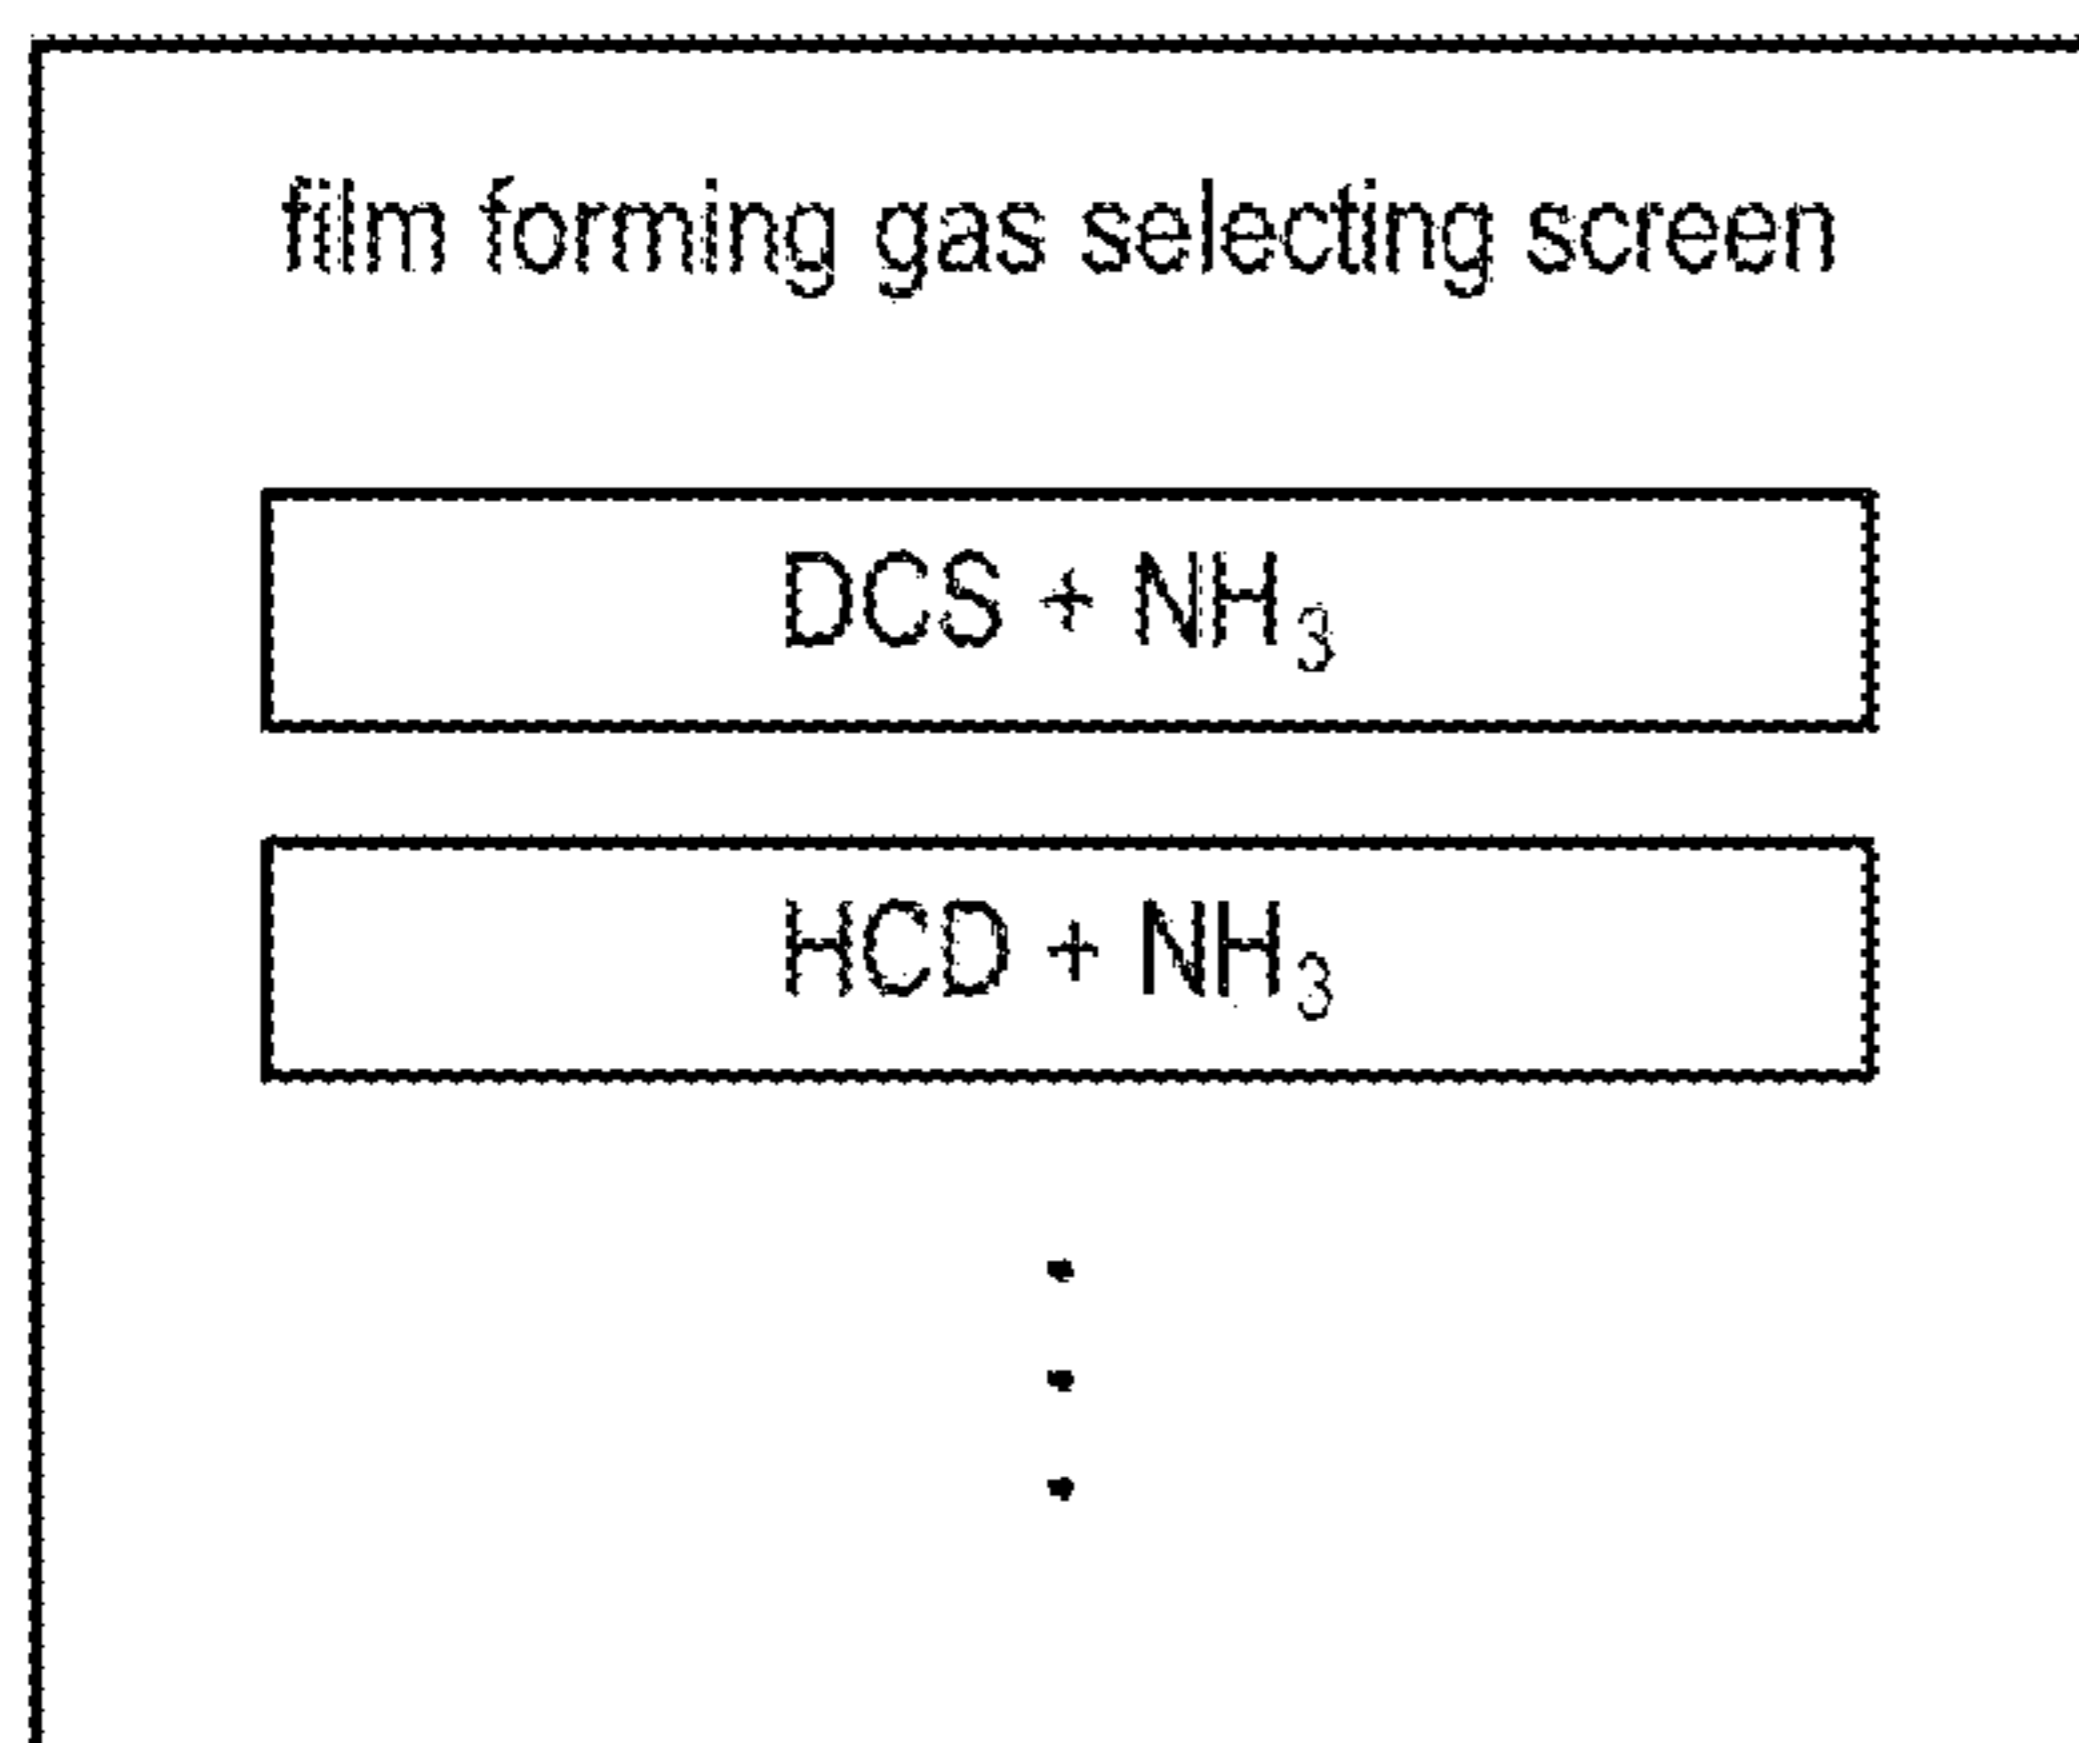 film forming gas selecting screen
DCS + NH₃
HCD + NH₃